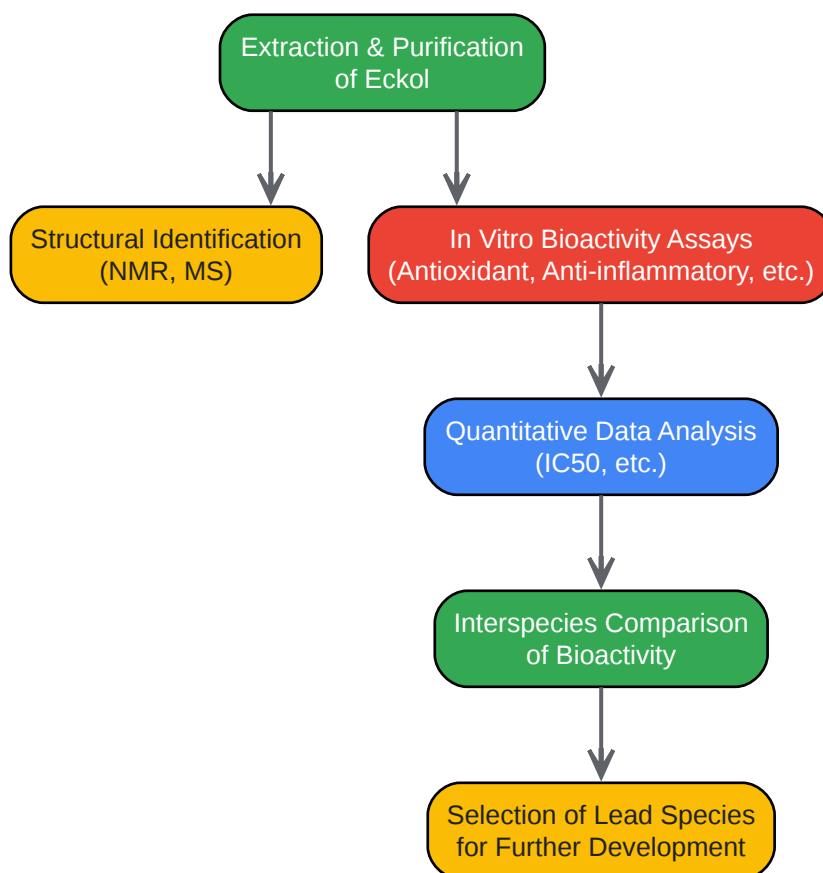 Extraction & Purification
of Eckol
Structural Identification
(NMR, MS)
In Vitro Bioactivity Assays
(Antioxidant, Anti-inflammatory, etc.)
Quantitative Data Analysis
(IC50, etc.)
Interspecies Comparison
of Bioactivity
Selection of Lead Species
for Further Development